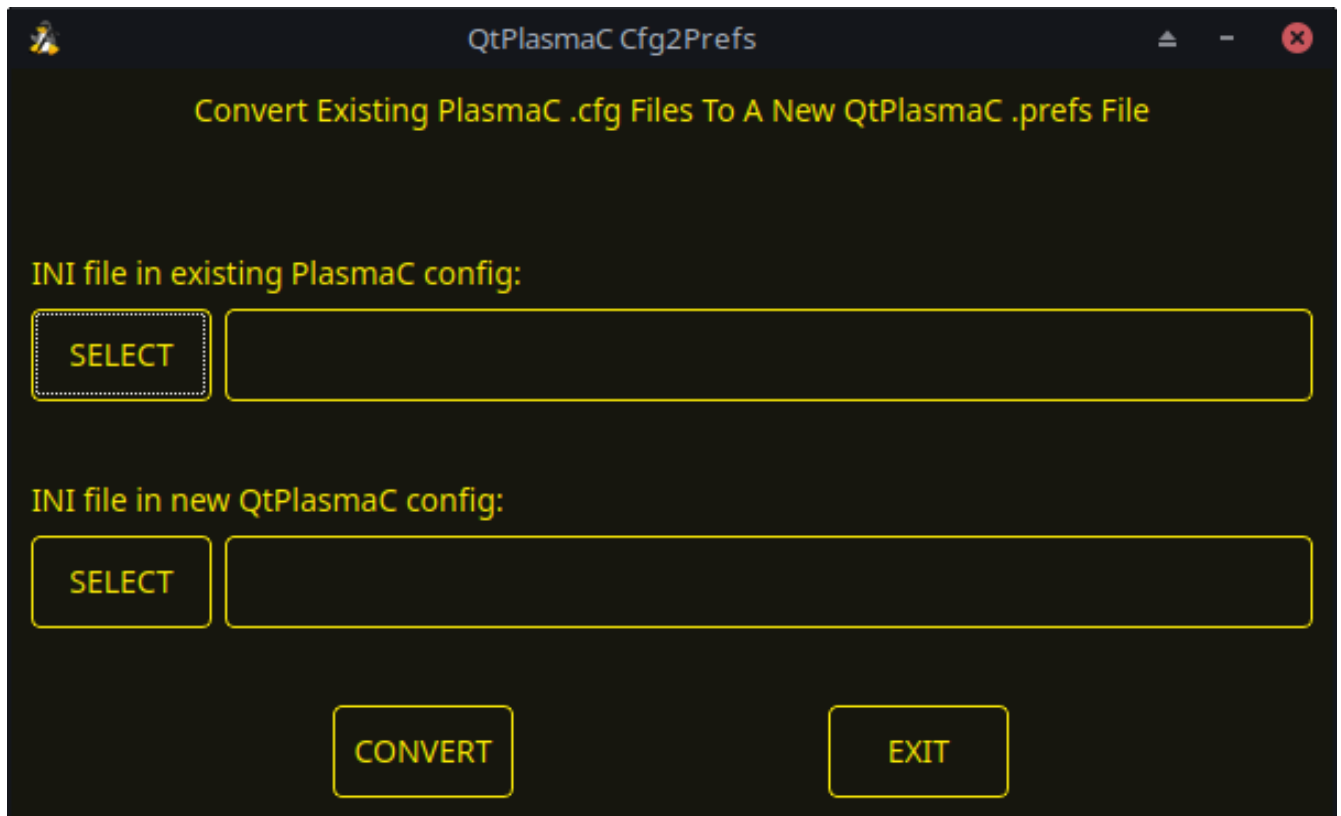 QtPlasmaC Cfg2Prefs
Convert Existing PlasmaC .cfg Files To A New QtPlasmaC .prefs File
INI file in existing PlasmaC config:
SELECT
INI file in new QtPlasmaC config:
SELECT
CONVERT EXIT